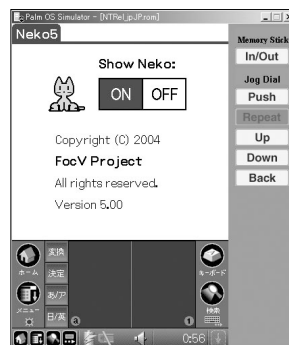 Palm OS Simulator - [NTRel_jpJP.rom]
Neko5
Show Neko:
ON OFF
Copyright (C) 2004
FocV Project
All rights reserved.
Version 5.00
Memory Stick
In/Out
Jog Dial
Push
Repeat
Up
Down
Back
ホーム
変換
決定
キーボード
メニュー
あ/ア
日/英
検索
0:56